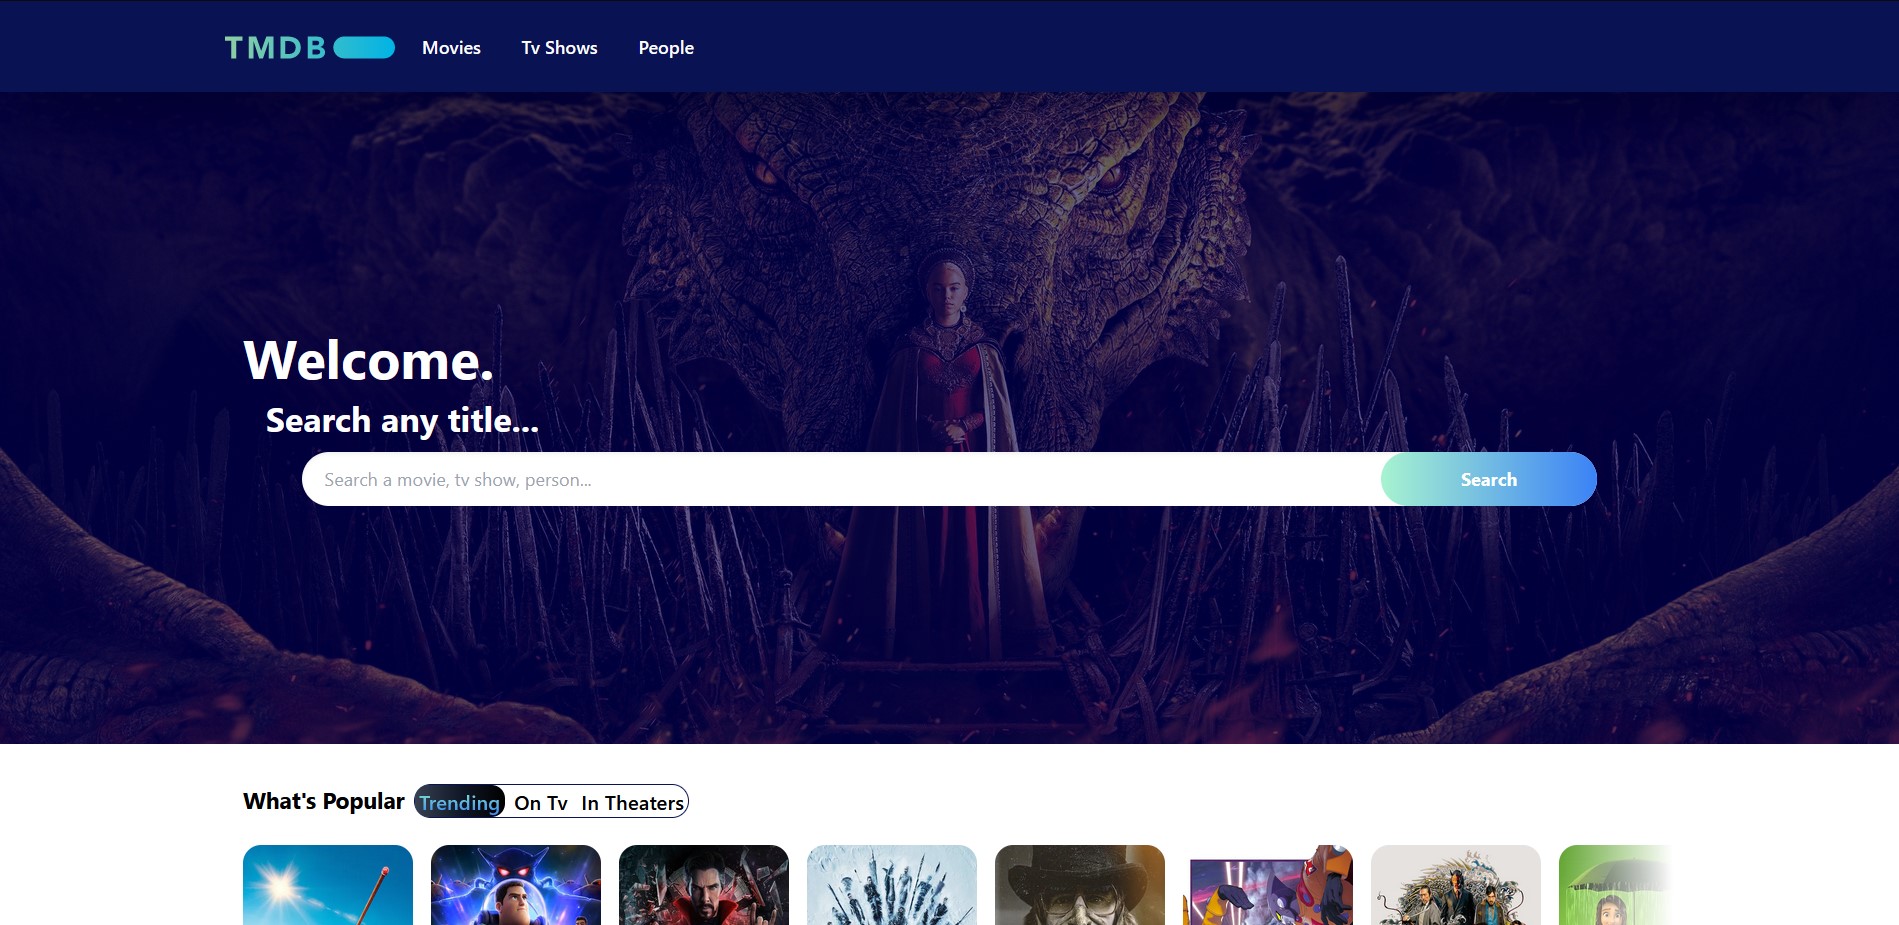 TMDB Movies Tv Shows People
Welcome.
Search any title...
Search a movie, tv show, person... Search
What's Popular Trending On Tv In Theaters